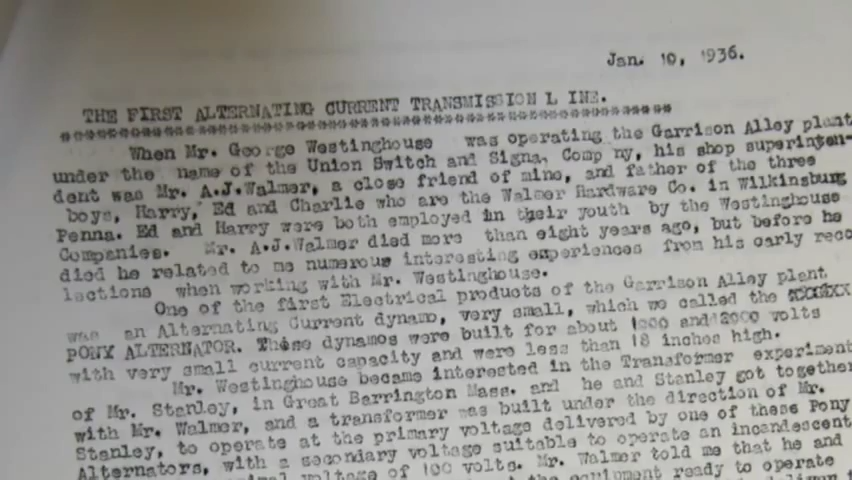 Jan. 10, 1936.
THE FIRST ALTERNATING CURRENT TRANSMISSION L INE.
************************************************************
When Mr. George Westinghouse was operating the Garrison Alley plant
under the name of the Union Switch and Signa, Comp ny, his shop superinten-
dent was Mr. A.J.Walmer, a close friend of mine, and father of the three
boys, Harry, Ed and Charlie who are the Walmer Hardware Co. in Wilkinsburg
Penna. Ed and Harry were both employed in their youth by the Westinghouse
Companies. Mr. A.J.Walmer died more than eight years ago, but before he
died he related to me numerous interesting experiences from his early reco
lections when working with Mr. Westinghouse.
One of the first Electrical products of the Garrison Alley plant
was an Alternating Current dynamo, very small, which we called the
PONY ALTERNATOR. These dynamos were built for about 1000 and 2000 volts
with very small current capacity and were less than 18 inches high.
Mr. Westinghouse became interested in the Transformer experiment
of Mr. Stanley, in Great Barrington Mass. and he and Stanley got together
with Mr. Walmer, and a transformer was built under the direction of Mr.
Stanley, to operate at the primary voltage delivered by one of these Pony
Alternators, with a secondary voltage suitable to operate an incandescent
voltage of 100 volts. Mr. Walmer told me that he and
equipment ready to operate